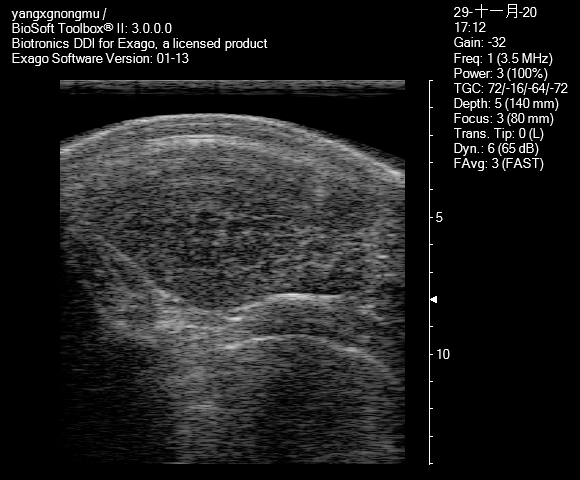 yangxgnongmu /
BioSoft Toolbox® II: 3.0.0.0
Biotronics DDI for Exago, a licensed product
Exago Software Version: 01-13
29-十一月-20
17:12
Gain: -32
Freq: 1 (3.5 MHz)
Power: 3 (100%)
TGC: 72/-16/-64/-72
Depth: 5 (140 mm)
Focus: 3 (80 mm)
Trans. Tip: 0 (L)
Dyn.: 6 (65 dB)
FAvg: 3 (FAST)
5
10